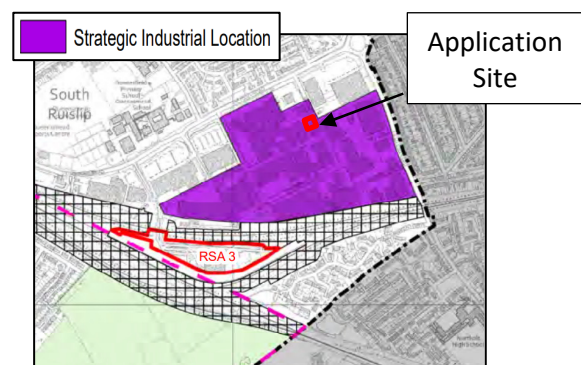 Strategic Industrial Location
Application
Site
South
Ruislip
RSA 3